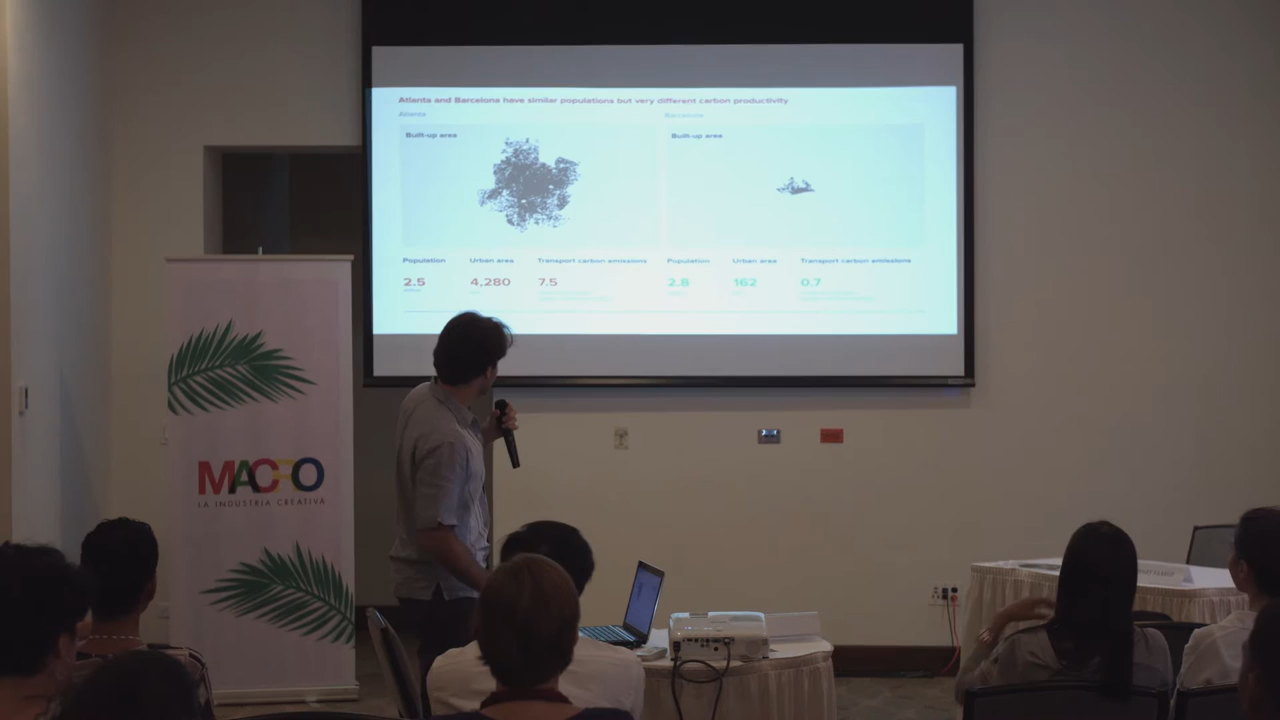 Atlanta and Barcelona have similar populations but very different carbon productivity
Atlanta
Barcelona
Built-up area
Built-up area
Population
Urban area
Transport carbon emissions
Population
Urban area
Transport carbon emissions
2.5
4,280
7.5
2.8
162
0.7
MACRO
LA INDUSTRIA CREATIVA